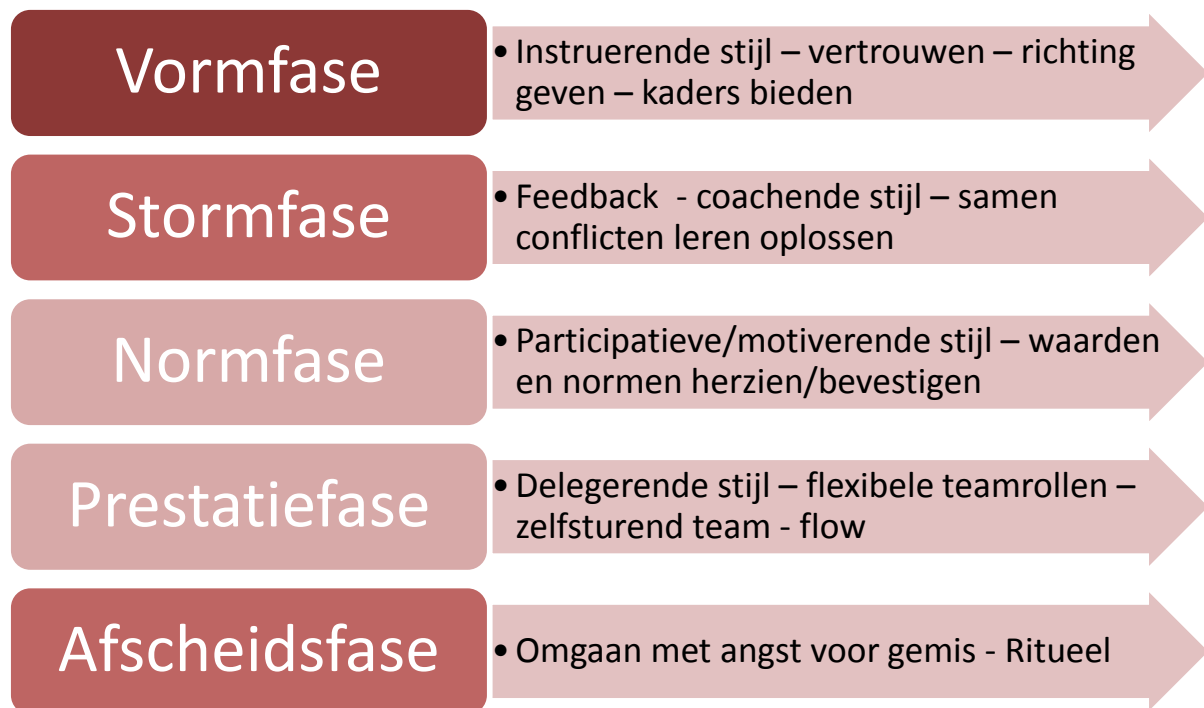 Vormfase
• Instruerende stijl – vertrouwen – richting
geven – kaders bieden
Stormfase
• Feedback  - coachende stijl – samen
conflicten leren oplossen
Normfase
• Participatieve/motiverende stijl – waarden
en normen herzien/bevestigen
Prestatiefase
• Delegerende stijl – flexibele teamrollen –
zelfsturend team - flow
Afscheidsfase
• Omgaan met angst voor gemis - Ritueel